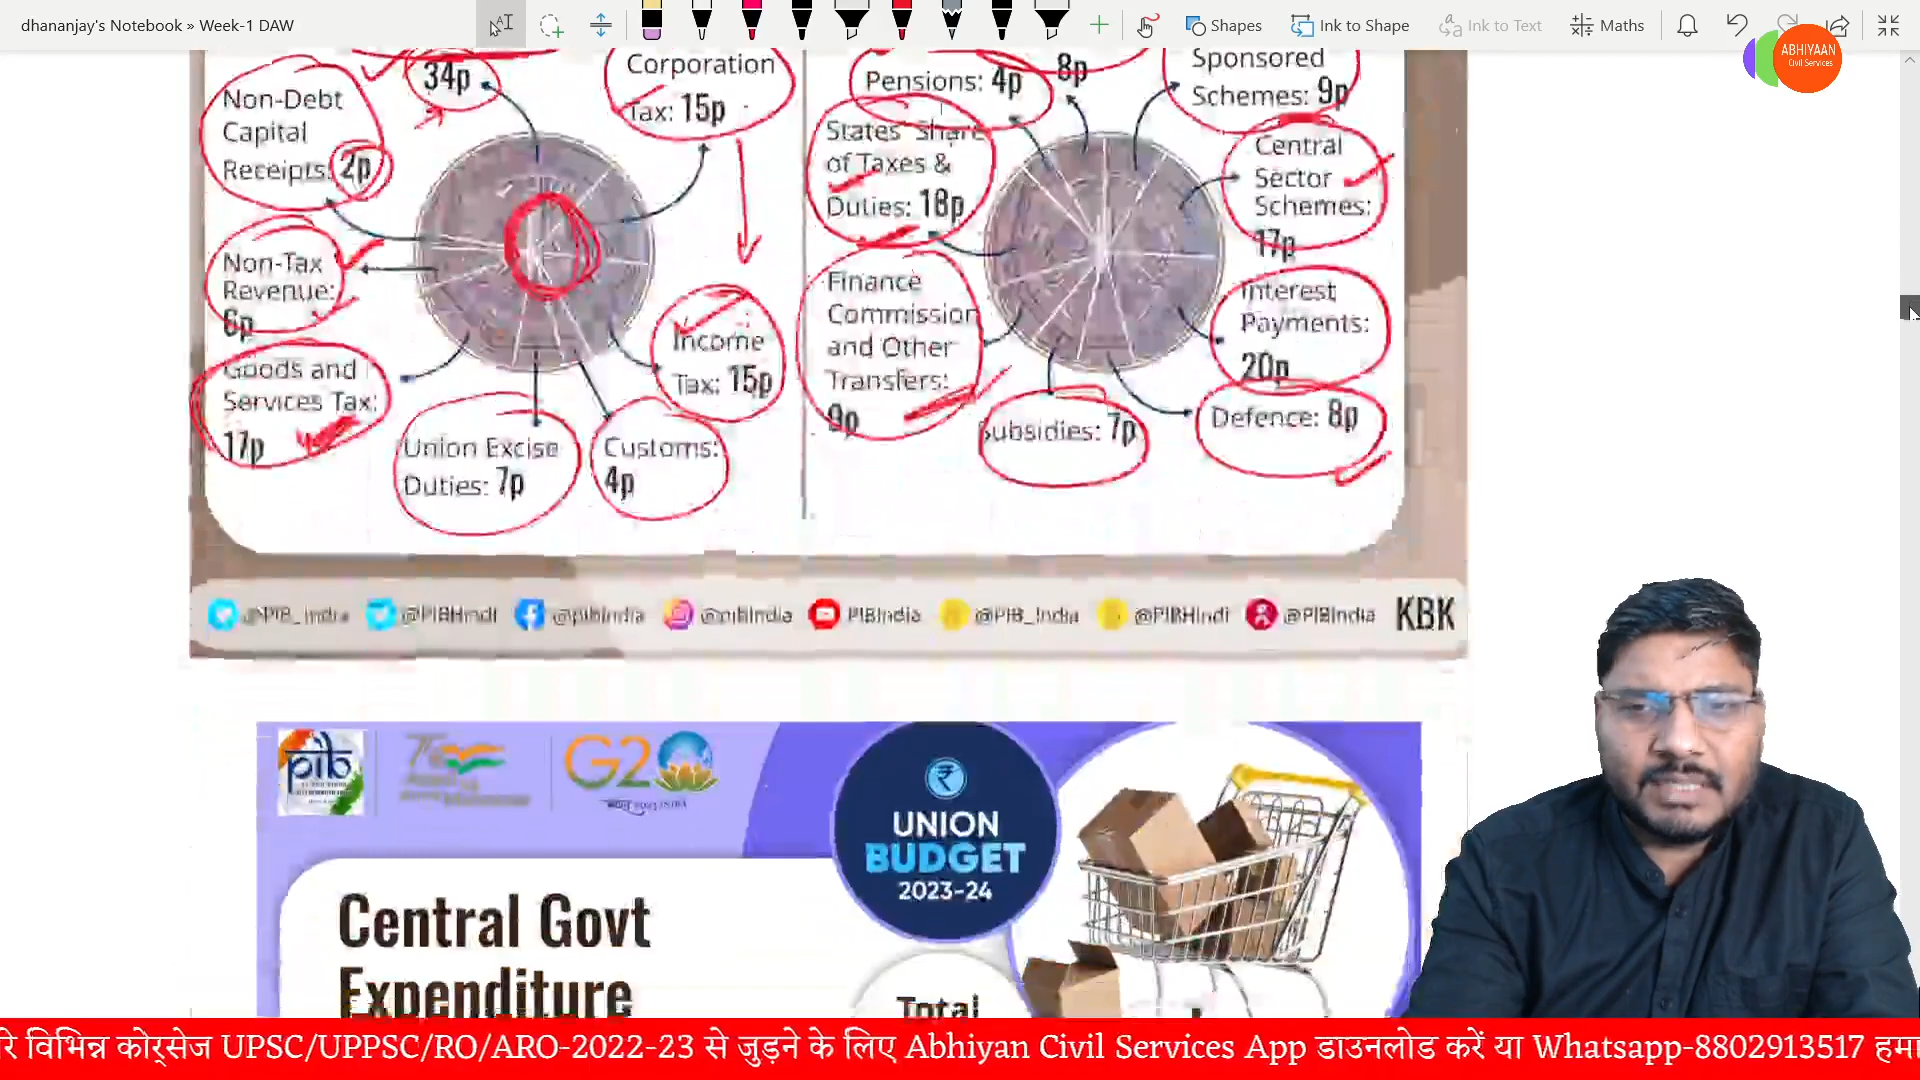 dhananjay's Notebook » Week-1 DAW
Shapes
Ink to Shape
Ink to Text
Maths
ABHIYAAN
Civil Services
34p
Corporation
Tax: 15p
Non-Debt
Capital
Receipts: 2p
Non-Tax
Revenue:
6p
Goods and
Services Tax:
17p
Union Excise
Duties: 7p
Customs:
4p
Income
Tax: 15p
Pensions: 4p
8p
Sponsored
Schemes: 9p
States' Share
of Taxes &
Duties: 18p
Central
Sector
Schemes:
17p
Finance
Commission
and Other
Transfers:
9p
Interest
Payments:
20p
Subsidies: 7p
Defence: 8p
@PIB_India
@PIBHindi
@pibindia
@pibindia
PIBIndia
@PIB_India
@PIBHindi
@PIBIndia
KBK
pib
G20
UNION
BUDGET
2023-24
Central Govt
Expenditure
Total
रे विभिन्न कोर्सेज UPSC/UPPSC/RO/ARO-2022-23 से जुड़ने के लिए Abhiyan Civil Services App डाउनलोड करें या Whatsapp-8802913517 हमा